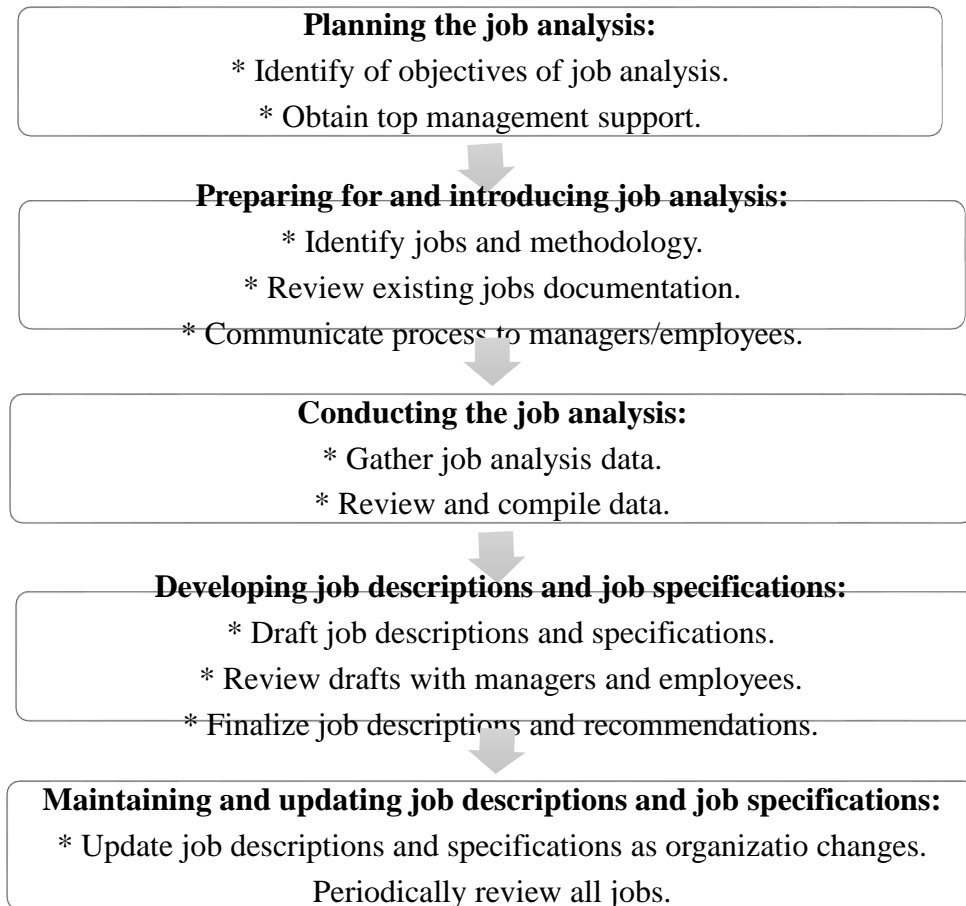 Planning the job analysis:
* Identify of objectives of job analysis.
* Obtain top management support.
Preparing for and introducing job analysis:
* Identify jobs and methodology.
* Review existing jobs documentation.
* Communicate process to managers/employees.
Conducting the job analysis:
* Gather job analysis data.
* Review and compile data.
Developing job descriptions and job specifications:
* Draft job descriptions and specifications.
* Review drafts with managers and employees.
* Finalize job descriptions and recommendations.
Maintaining and updating job descriptions and job specifications:
* Update job descriptions and specifications as organizatio changes.
Periodically review all jobs.